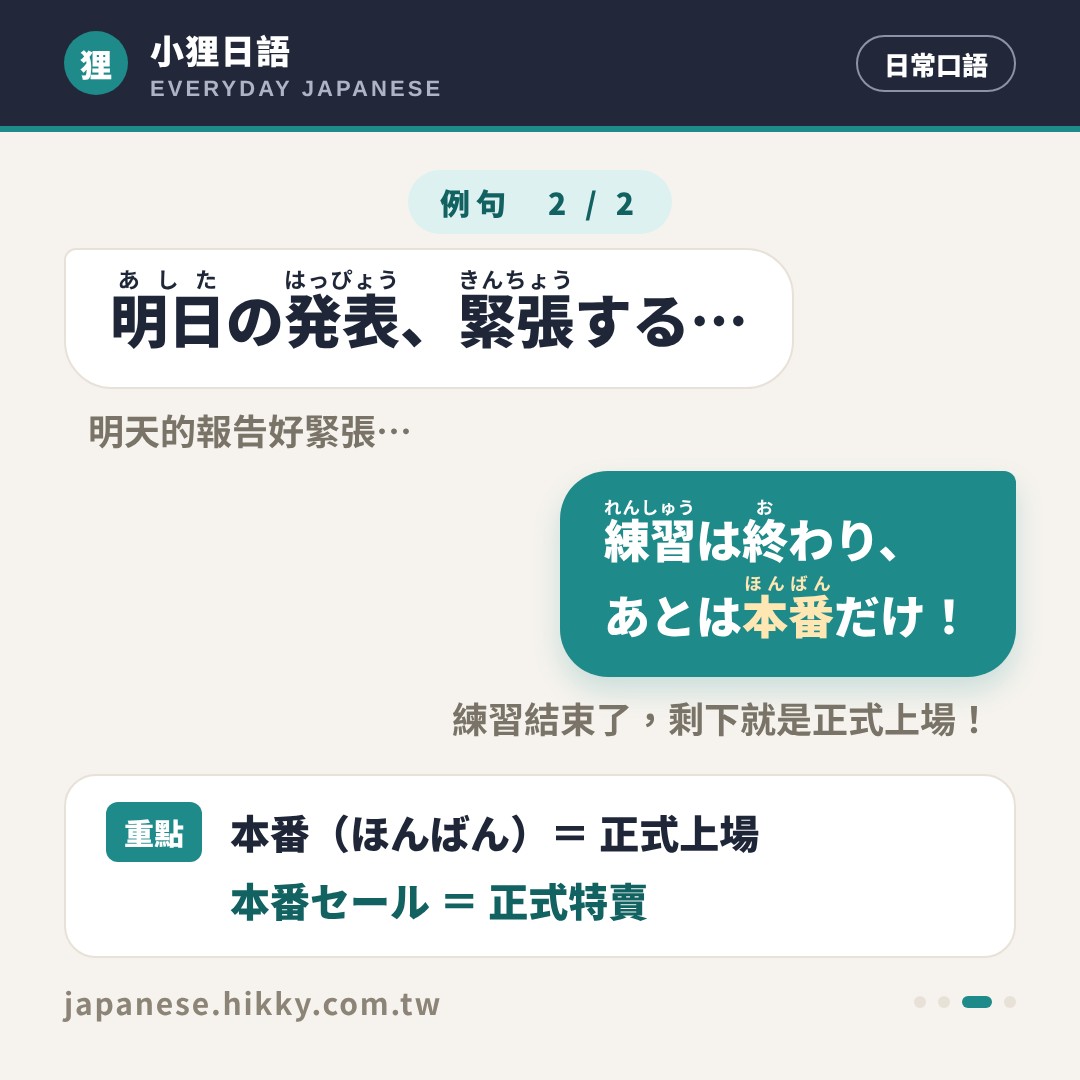 狸
小狸日語
EVERYDAY JAPANESE
日常口語
例句 2 / 2
あした はっぴょう きんちょう
明日の発表、緊張する…
明天的報告好緊張…
れんしゅう お
練習は終わり、
ほんばん
あとは本番だけ！
練習結束了，剩下就是正式上場！
重點 本番（ほんばん）＝ 正式上場
本番セール ＝ 正式特賣
japanese.hikky.com.tw